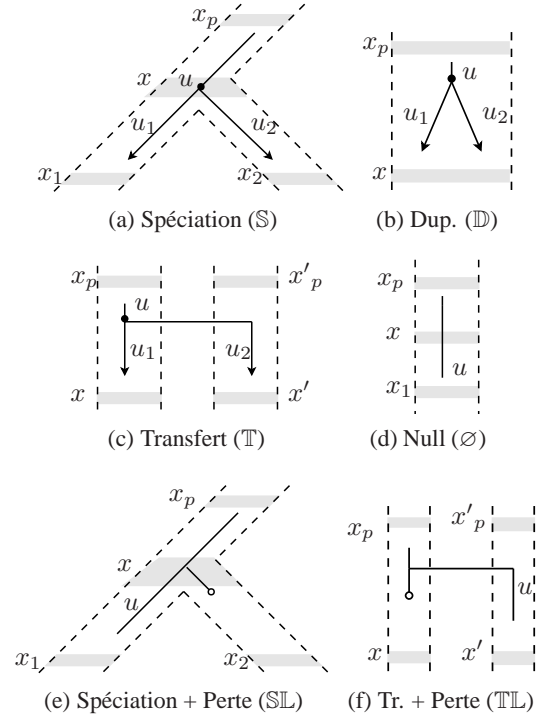 x_p
x u
u_1 u_2
x_1 x_2
(a) Spéciation (𝕊)
x_p
u
u_1 u_2
x
(b) Dup. (𝔻)
x_p x'_p
u
u_1 u_2
x x'
(c) Transfert (𝕋)
x_p
x
u
x_1
(d) Null (∅)
x_p
x
u
x_1 x_2
(e) Spéciation + Perte (𝕊𝕃)
x_p x'_p
u
x x'
(f) Tr. + Perte (𝕋𝕃)